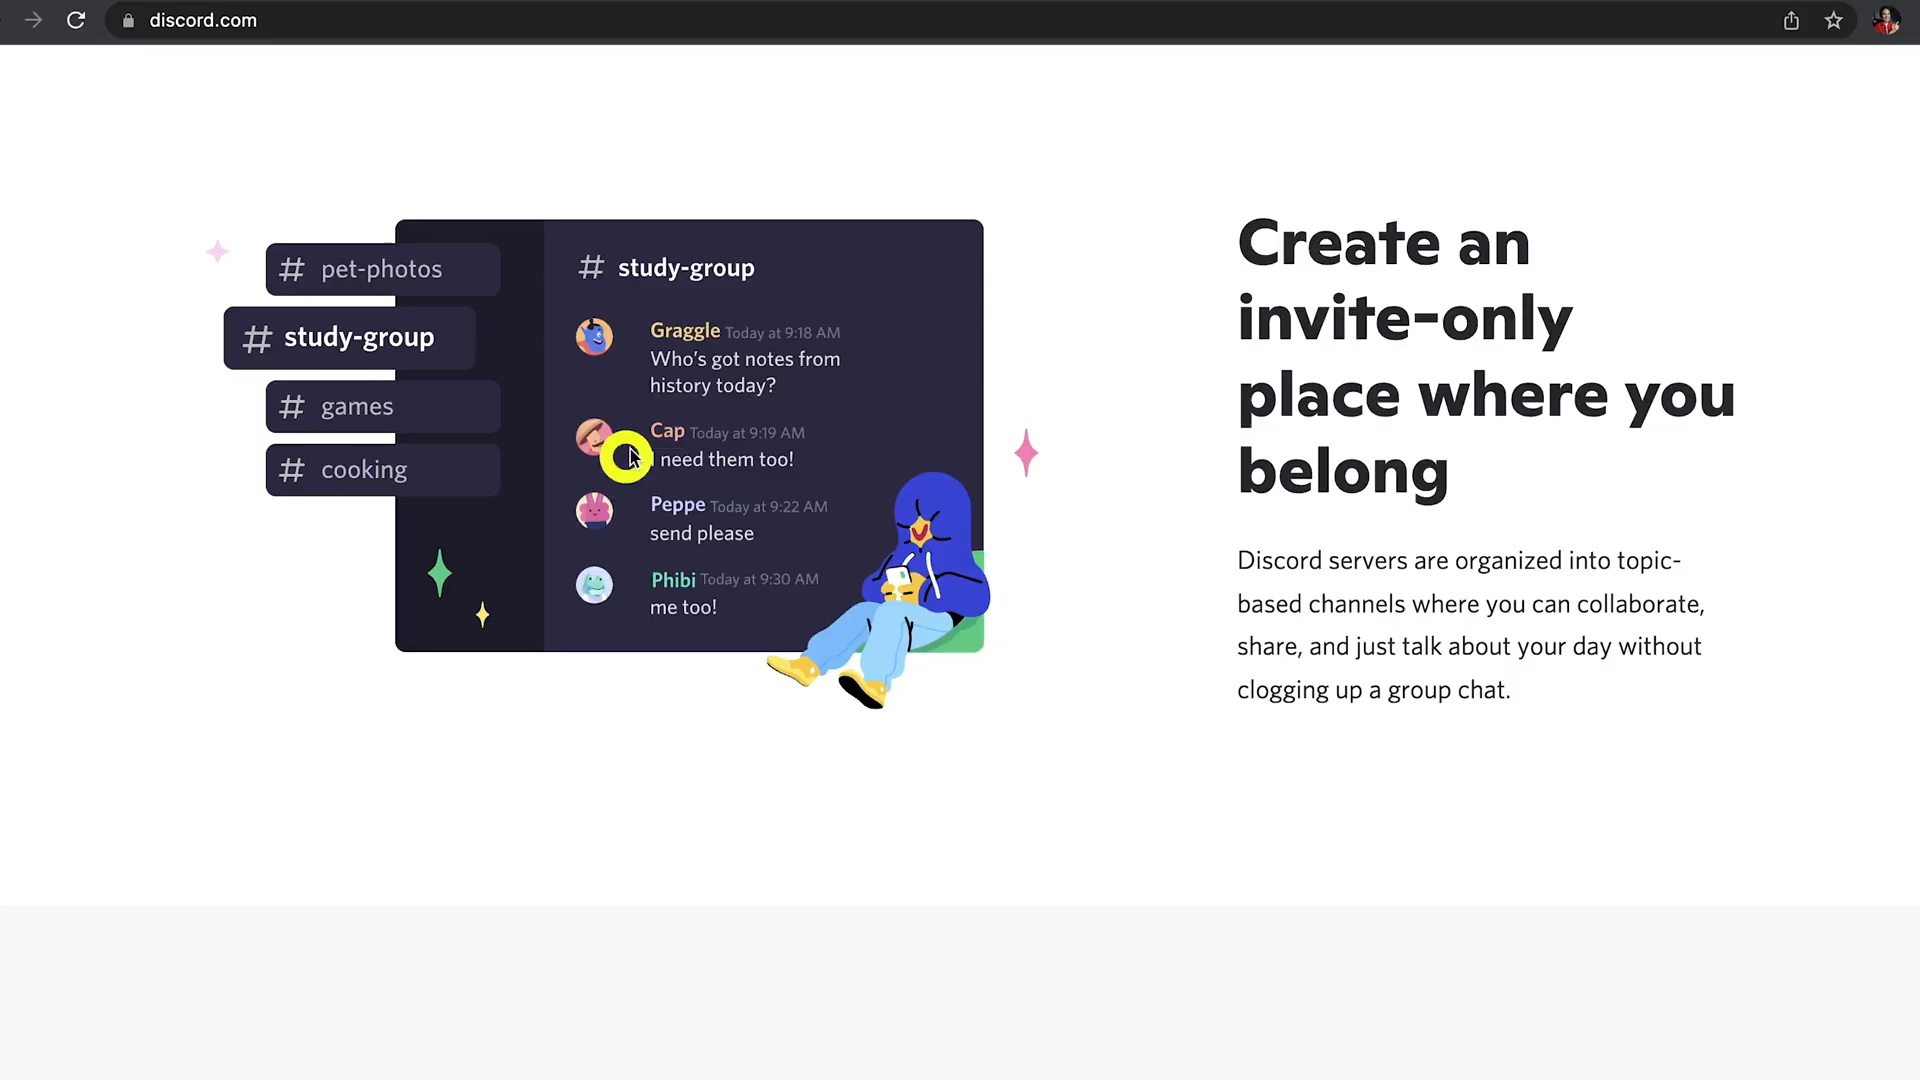 discord.com
# pet-photos
# study-group
# games
# cooking
# study-group
Graggle Today at 9:18 AM
Who's got notes from
history today?
Cap Today at 9:19 AM
need them too!
Peppe Today at 9:22 AM
send please
Phibi Today at 9:30 AM
me too!
Create an
invite-only
place where you
belong
Discord servers are organized into topic-
based channels where you can collaborate,
share, and just talk about your day without
clogging up a group chat.